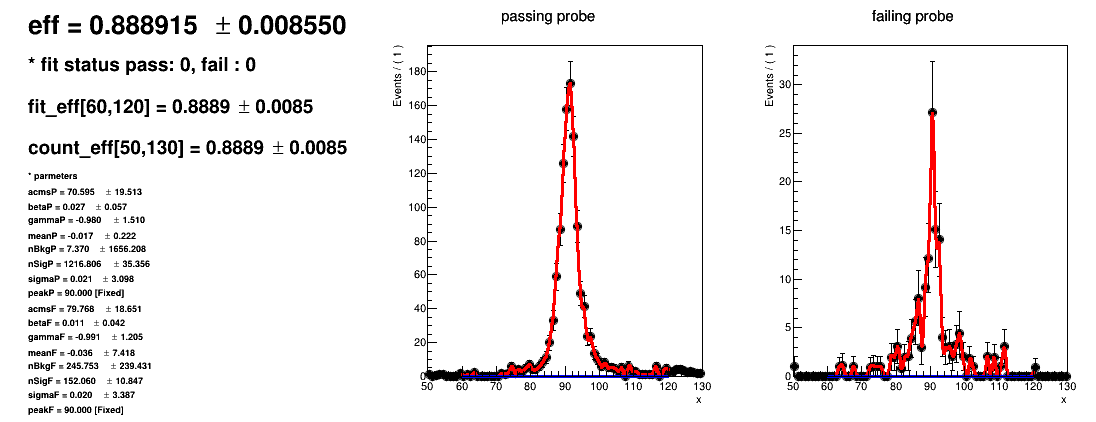 eff = 0.888915 ± 0.008550
* fit status pass: 0, fail : 0
fit_eff[60,120] = 0.8889 ± 0.0085
count_eff[50,130] = 0.8889 ± 0.0085
* parmeters
acmsP = 70.595 ± 19.513
betaP = 0.027 ± 0.057
gammaP = -0.980 ± 1.510
meanP = -0.017 ± 0.222
nBkgP = 7.370 ± 1656.208
nSigP = 1216.806 ± 35.356
sigmaP = 0.021 ± 3.098
peakP = 90.000 [Fixed]
acmsF = 79.768 ± 18.651
betaF = 0.011 ± 0.042
gammaF = -0.991 ± 1.205
meanF = -0.036 ± 7.418
nBkgF = 245.753 ± 239.431
nSigF = 152.060 ± 10.847
sigmaF = 0.020 ± 3.387
peakF = 90.000 [Fixed]
passing probe
Events / ( 1 )
180
160
140
120
100
80
60
40
20
0
50 60 70 80 90 100 110 120 130
x
failing probe
Events / ( 1 )
30
25
20
15
10
5
0
50 60 70 80 90 100 110 120 130
x